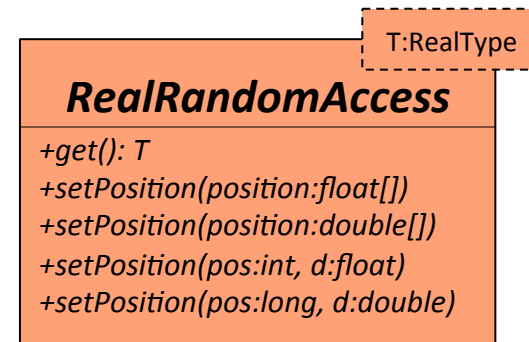 T:RealType
RealRandomAccess
+get(): T
+setPosition(position:float[])
+setPosition(position:double[])
+setPosition(pos:int, d:float)
+setPosition(pos:long, d:double)